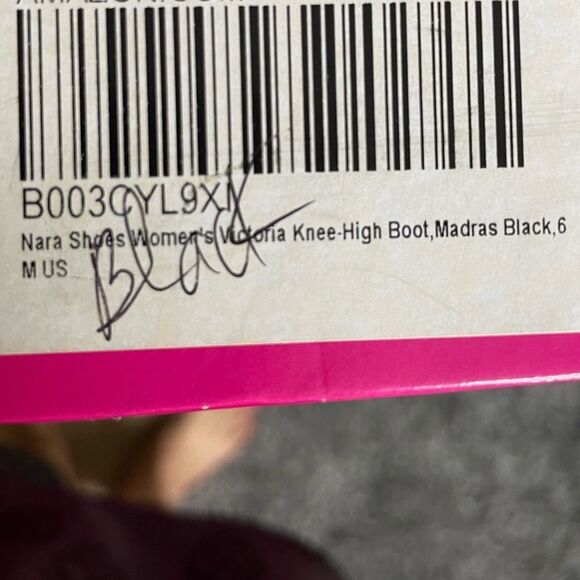 B003CYL9XI
Nara Shoes Women's Victoria Knee-High Boot,Madras Black,6
M US
Black